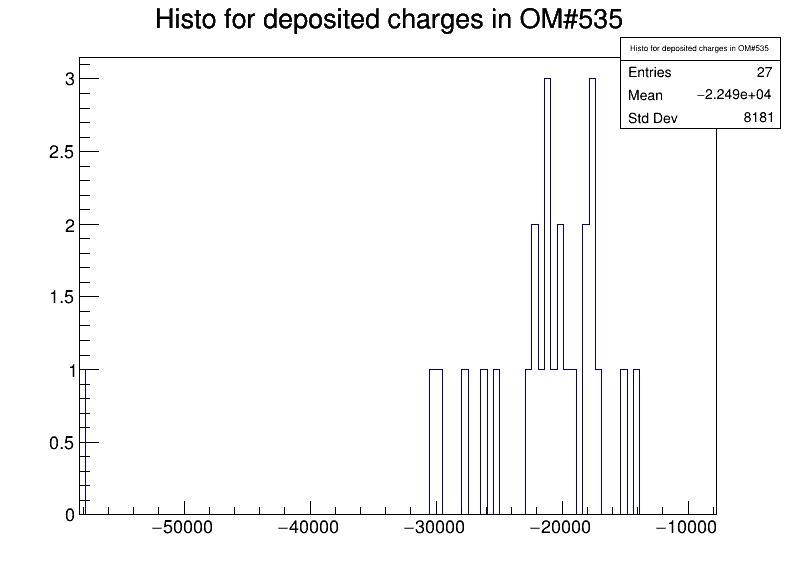 Histo for deposited charges in OM#535
Histo for deposited charges in OM#535
Entries 27
Mean −2.249e+04
Std Dev 8181
3
2.5
2
1.5
1
0.5
0
−50000 −40000 −30000 −20000 −10000